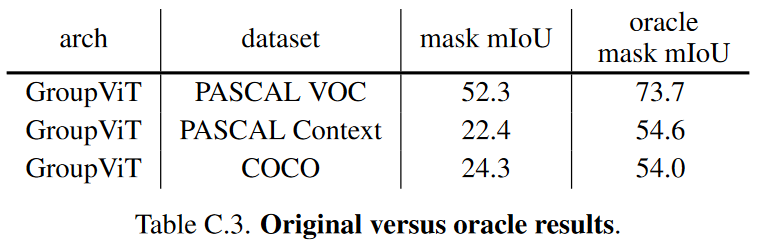 arch dataset mask mIoU oracle mask mIoU
GroupViT PASCAL VOC 52.3 73.7
GroupViT PASCAL Context 22.4 54.6
GroupViT COCO 24.3 54.0
Table C.3. Original versus oracle results.